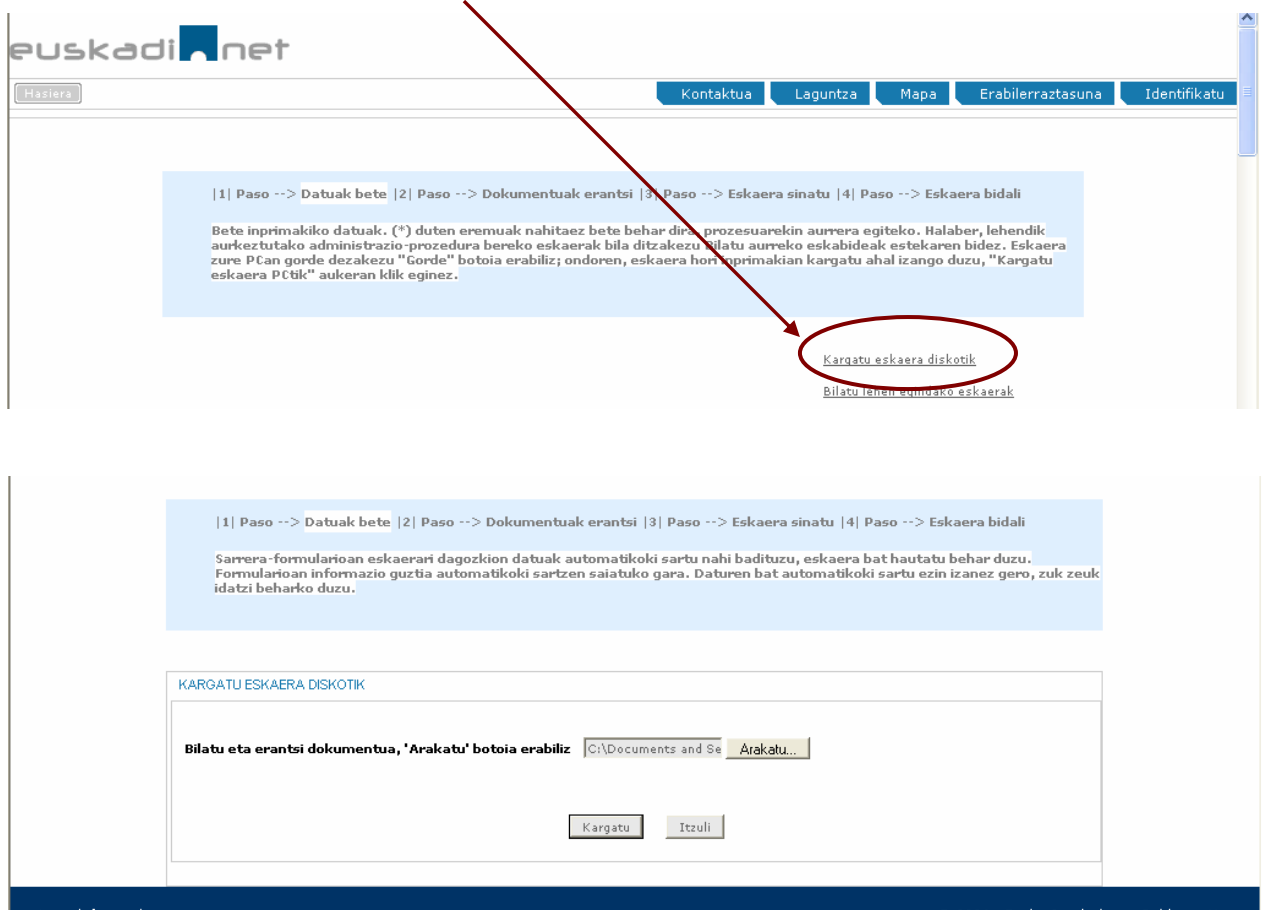 euskadi net
Hasiera
Kontaktua Laguntza Mapa Erabilerraztasuna Identifikatu
|1| Paso --> Datuak bete |2| Paso --> Dokumentuak erantsi |3| Paso --> Eskaera sinatu |4| Paso --> Eskaera bidali
Bete inprimakiko datuak. (*) duten eremuak nahitaez bete behar dira, prozesuarekin aurrera egiteko. Halaber, lehendik
aurkeztutako administrazio-prozedura bereko eskaerak bila ditzakezu Bilatu aurreko eskabideak estekaren bidez. Eskaera
zure PCan gorde dezakezu "Gorde" botoia erabiliz; ondoren, eskaera hori inprimakian kargatu ahal izango duzu, "Kargatu
eskaera PCtik" aukeran klik eginez.
Kargatu eskaera diskotik
Bilatu lehen egindako eskaerak
|1| Paso --> Datuak bete |2| Paso --> Dokumentuak erantsi |3| Paso --> Eskaera sinatu |4| Paso --> Eskaera bidali
Sarrera-formularioan eskaerari dagozkion datuak automatikoki sartu nahi badituzu, eskaera bat hautatu behar duzu.
Formularioan informazio guztia automatikoki sartzen saiatuko gara. Daturen bat automatikoki sartu ezin izanez gero, zuk zeuk
idatzi beharko duzu.
KARGATU ESKAERA DISKOTIK
Bilatu eta erantsi dokumentua, 'Arakatu' botoia erabiliz C:\Documents and Se Arakatu...
Kargatu Itzuli